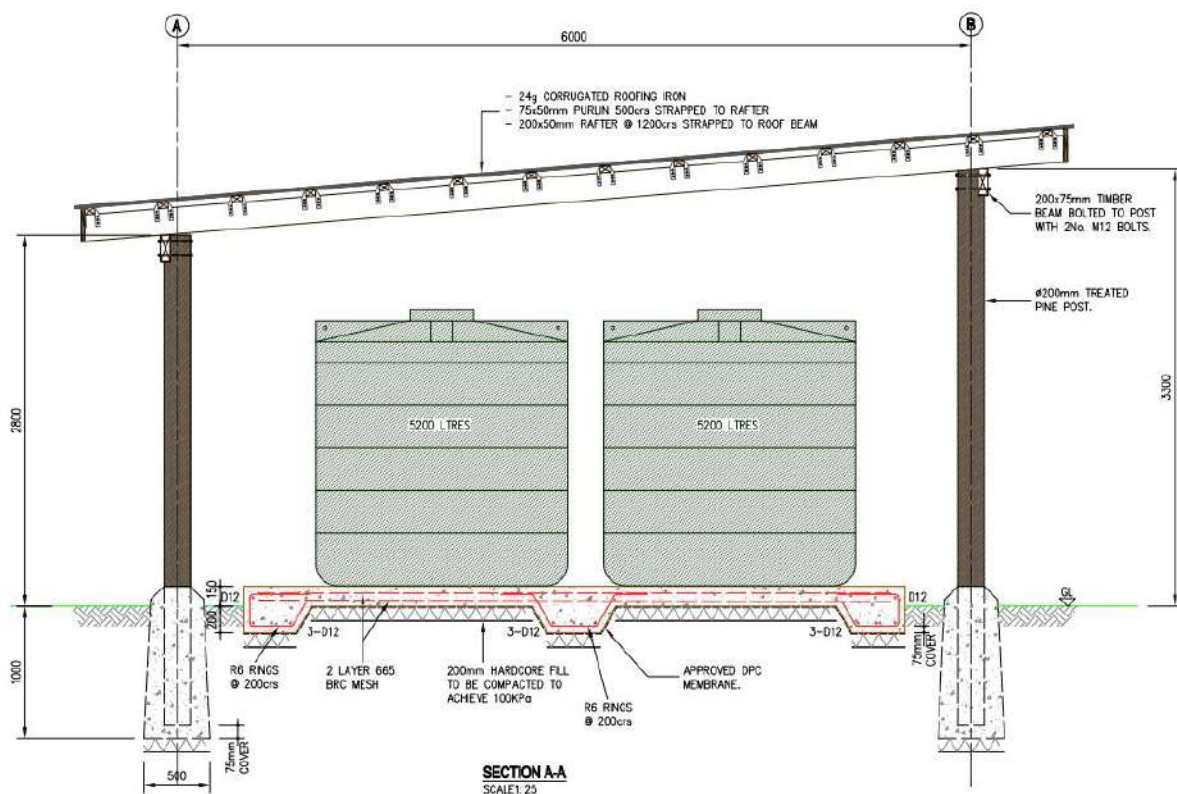 A
B
6000
- 24g CORRUGATED ROOFING IRON
- 75x50mm PURLIN 500crs STRAPPED TO RAFTER
- 200x50mm RAFTER @ 1200crs STRAPPED TO ROOF BEAM
200x75mm TIMBER
BEAM BOLTED TO POST
WITH 2No. M12 BOLTS.
ø200mm TREATED
PINE POST.
2800
3300
5200 LTRES
5200 LTRES
150
D12
D12
200
3-D12
3-D12
3-D12
1000
R6 RINGS
@ 200crs
2 LAYER 665
BRC MESH
200mm HARDCORE FILL
TO BE COMPACTED TO
ACHIEVE 100KPa
R6 RINGS
@ 200crs
APPROVED DPC
MEMBRANE.
75mm
COVER
75mm
COVER
500
SECTION A-A
SCALE1: 25